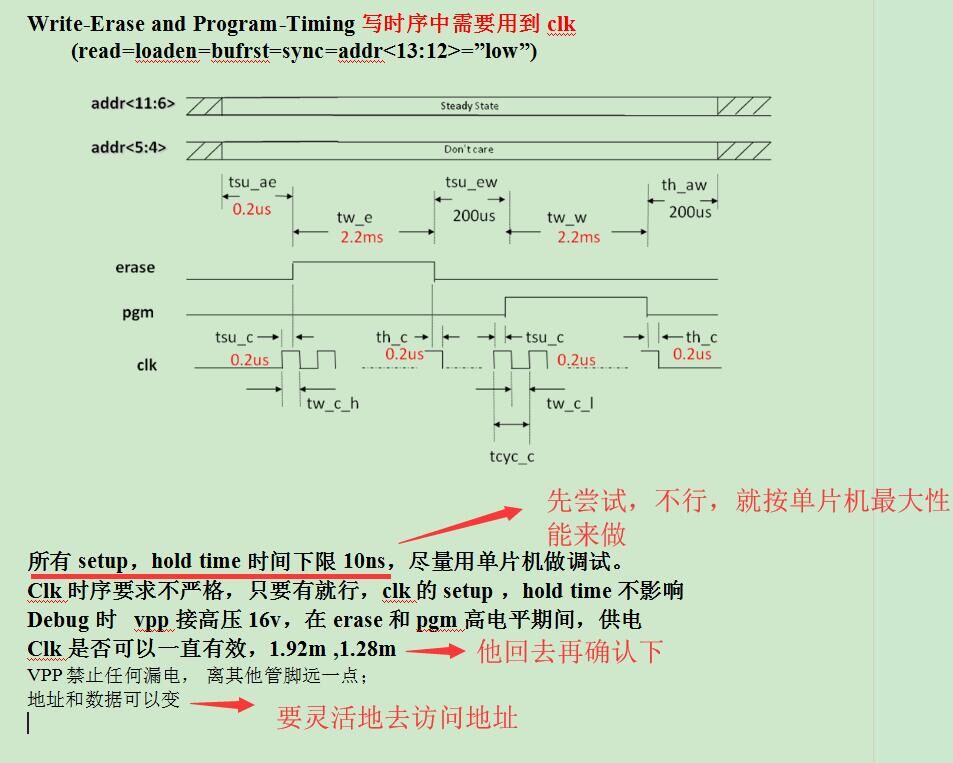 Write-Erase and Program-Timing 写时序中需要用到 clk
(read=loaden=bufrst=sync=addr<13:12>=”low”)
addr<11:6>
Steady State
addr<5:4>
Don't care
tsu_ae
tsu_ew
th_aw
0.2us
tw_e
200us
tw_w
200us
2.2ms
2.2ms
erase
pgm
tsu_c
th_c
tsu_c
th_c
clk
0.2us
0.2us
0.2us
0.2us
tw_c_h
tw_c_l
tcyc_c
先尝试，不行，就按单片机最大性
能来做
所有 setup，hold time 时间下限 10ns，尽量用单片机做调试。
Clk 时序要求不严格，只要有就行，clk 的 setup ，hold time 不影响
Debug 时 vpp 接高压 16v，在 erase 和 pgm 高电平期间，供电
Clk 是否可以一直有效，1.92m ,1.28m
他回去再确认下
VPP 禁止任何漏电， 离其他管脚远一点；
地址和数据可以变
要灵活地去访问地址